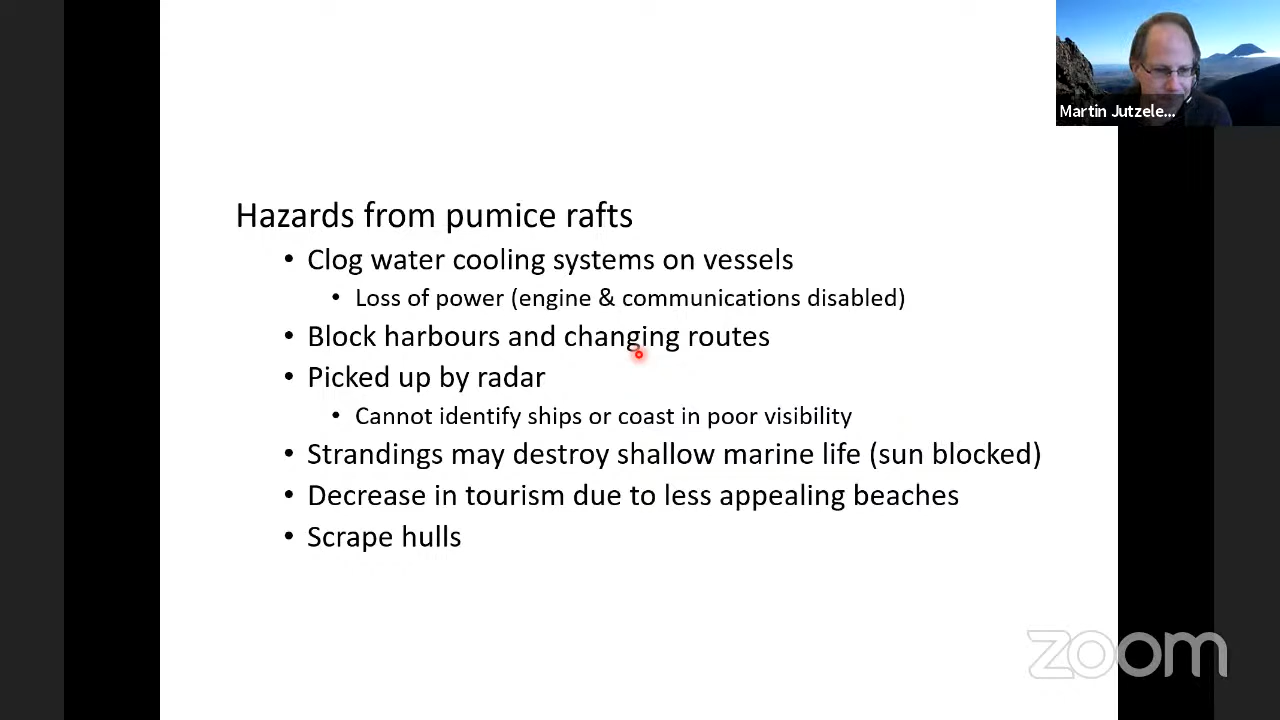 Martin Jutzele...
Hazards from pumice rafts
• Clog water cooling systems on vessels
• Loss of power (engine & communications disabled)
• Block harbours and changing routes
• Picked up by radar
• Cannot identify ships or coast in poor visibility
• Strandings may destroy shallow marine life (sun blocked)
• Decrease in tourism due to less appealing beaches
• Scrape hulls
zoom